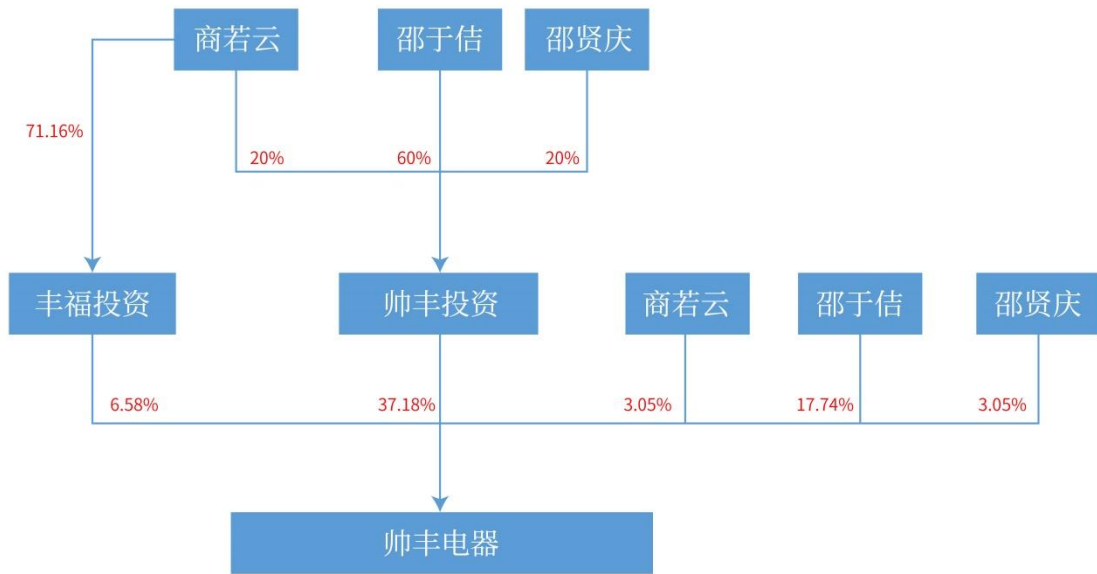 商若云
邵于佶
邵贤庆
71.16%
20%
60%
20%
丰福投资
帅丰投资
商若云
邵于佶
邵贤庆
6.58%
37.18%
3.05%
17.74%
3.05%
帅丰电器